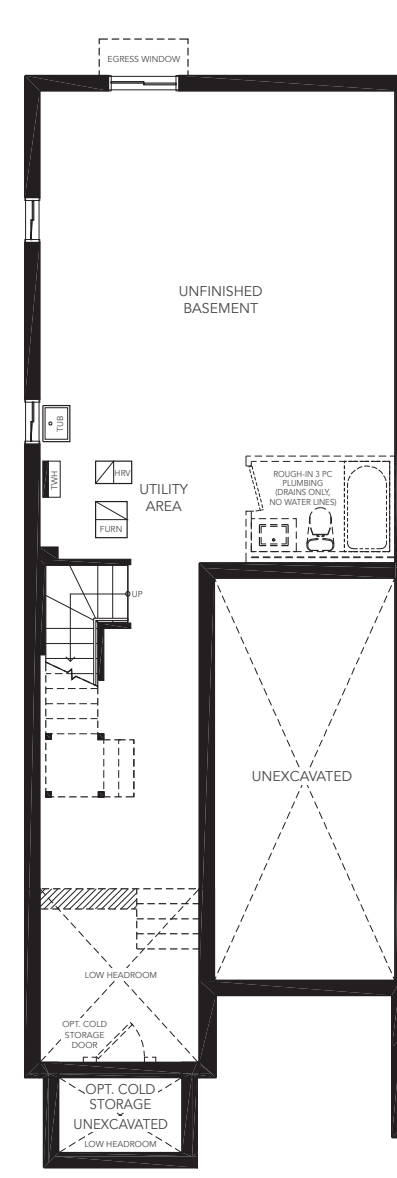 EGRESS WINDOW
UNFINISHED
BASEMENT
TUB
TWH
HRV
FURN
UTILITY
AREA
ROUGH-IN 3 PC
PLUMBING
(DRAINS ONLY,
NO WATER LINES)
UP
UNEXCAVATED
LOW HEADROOM
OPT. COLD
STORAGE
DOOR
OPT. COLD
STORAGE
UNEXCAVATED
LOW HEADROOM